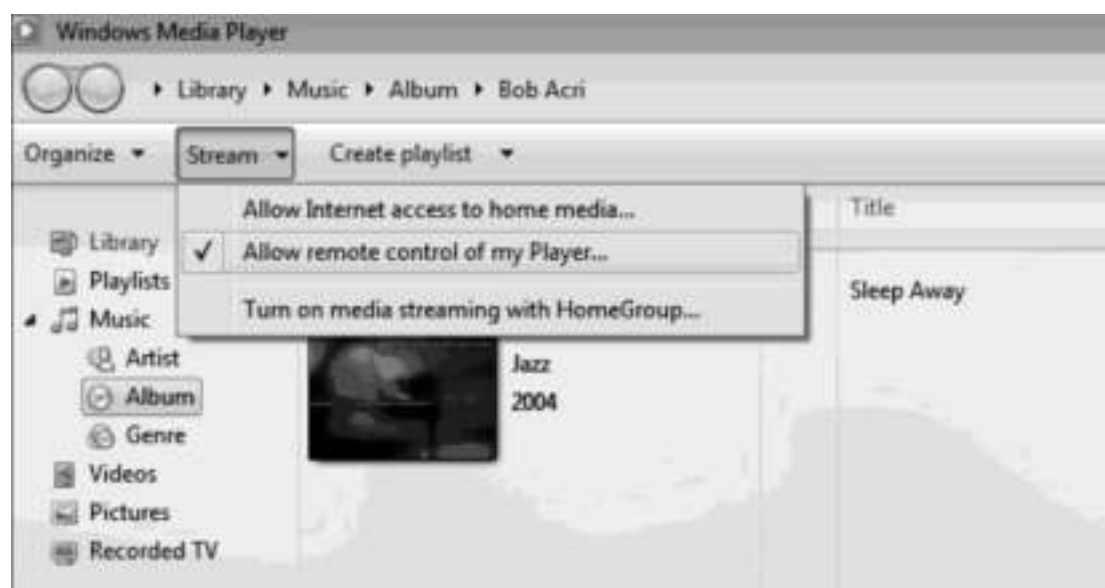 Windows Media Player
Library ▸ Music ▸ Album ▸ Bob Acri
Organize Stream Create playlist
Allow Internet access to home media...
Allow remote control of my Player...
Turn on media streaming with HomeGroup...
Title
Library
Playlists
Music
Artist
Album
Genre
Videos
Pictures
Recorded TV
Jazz
2004
Sleep Away